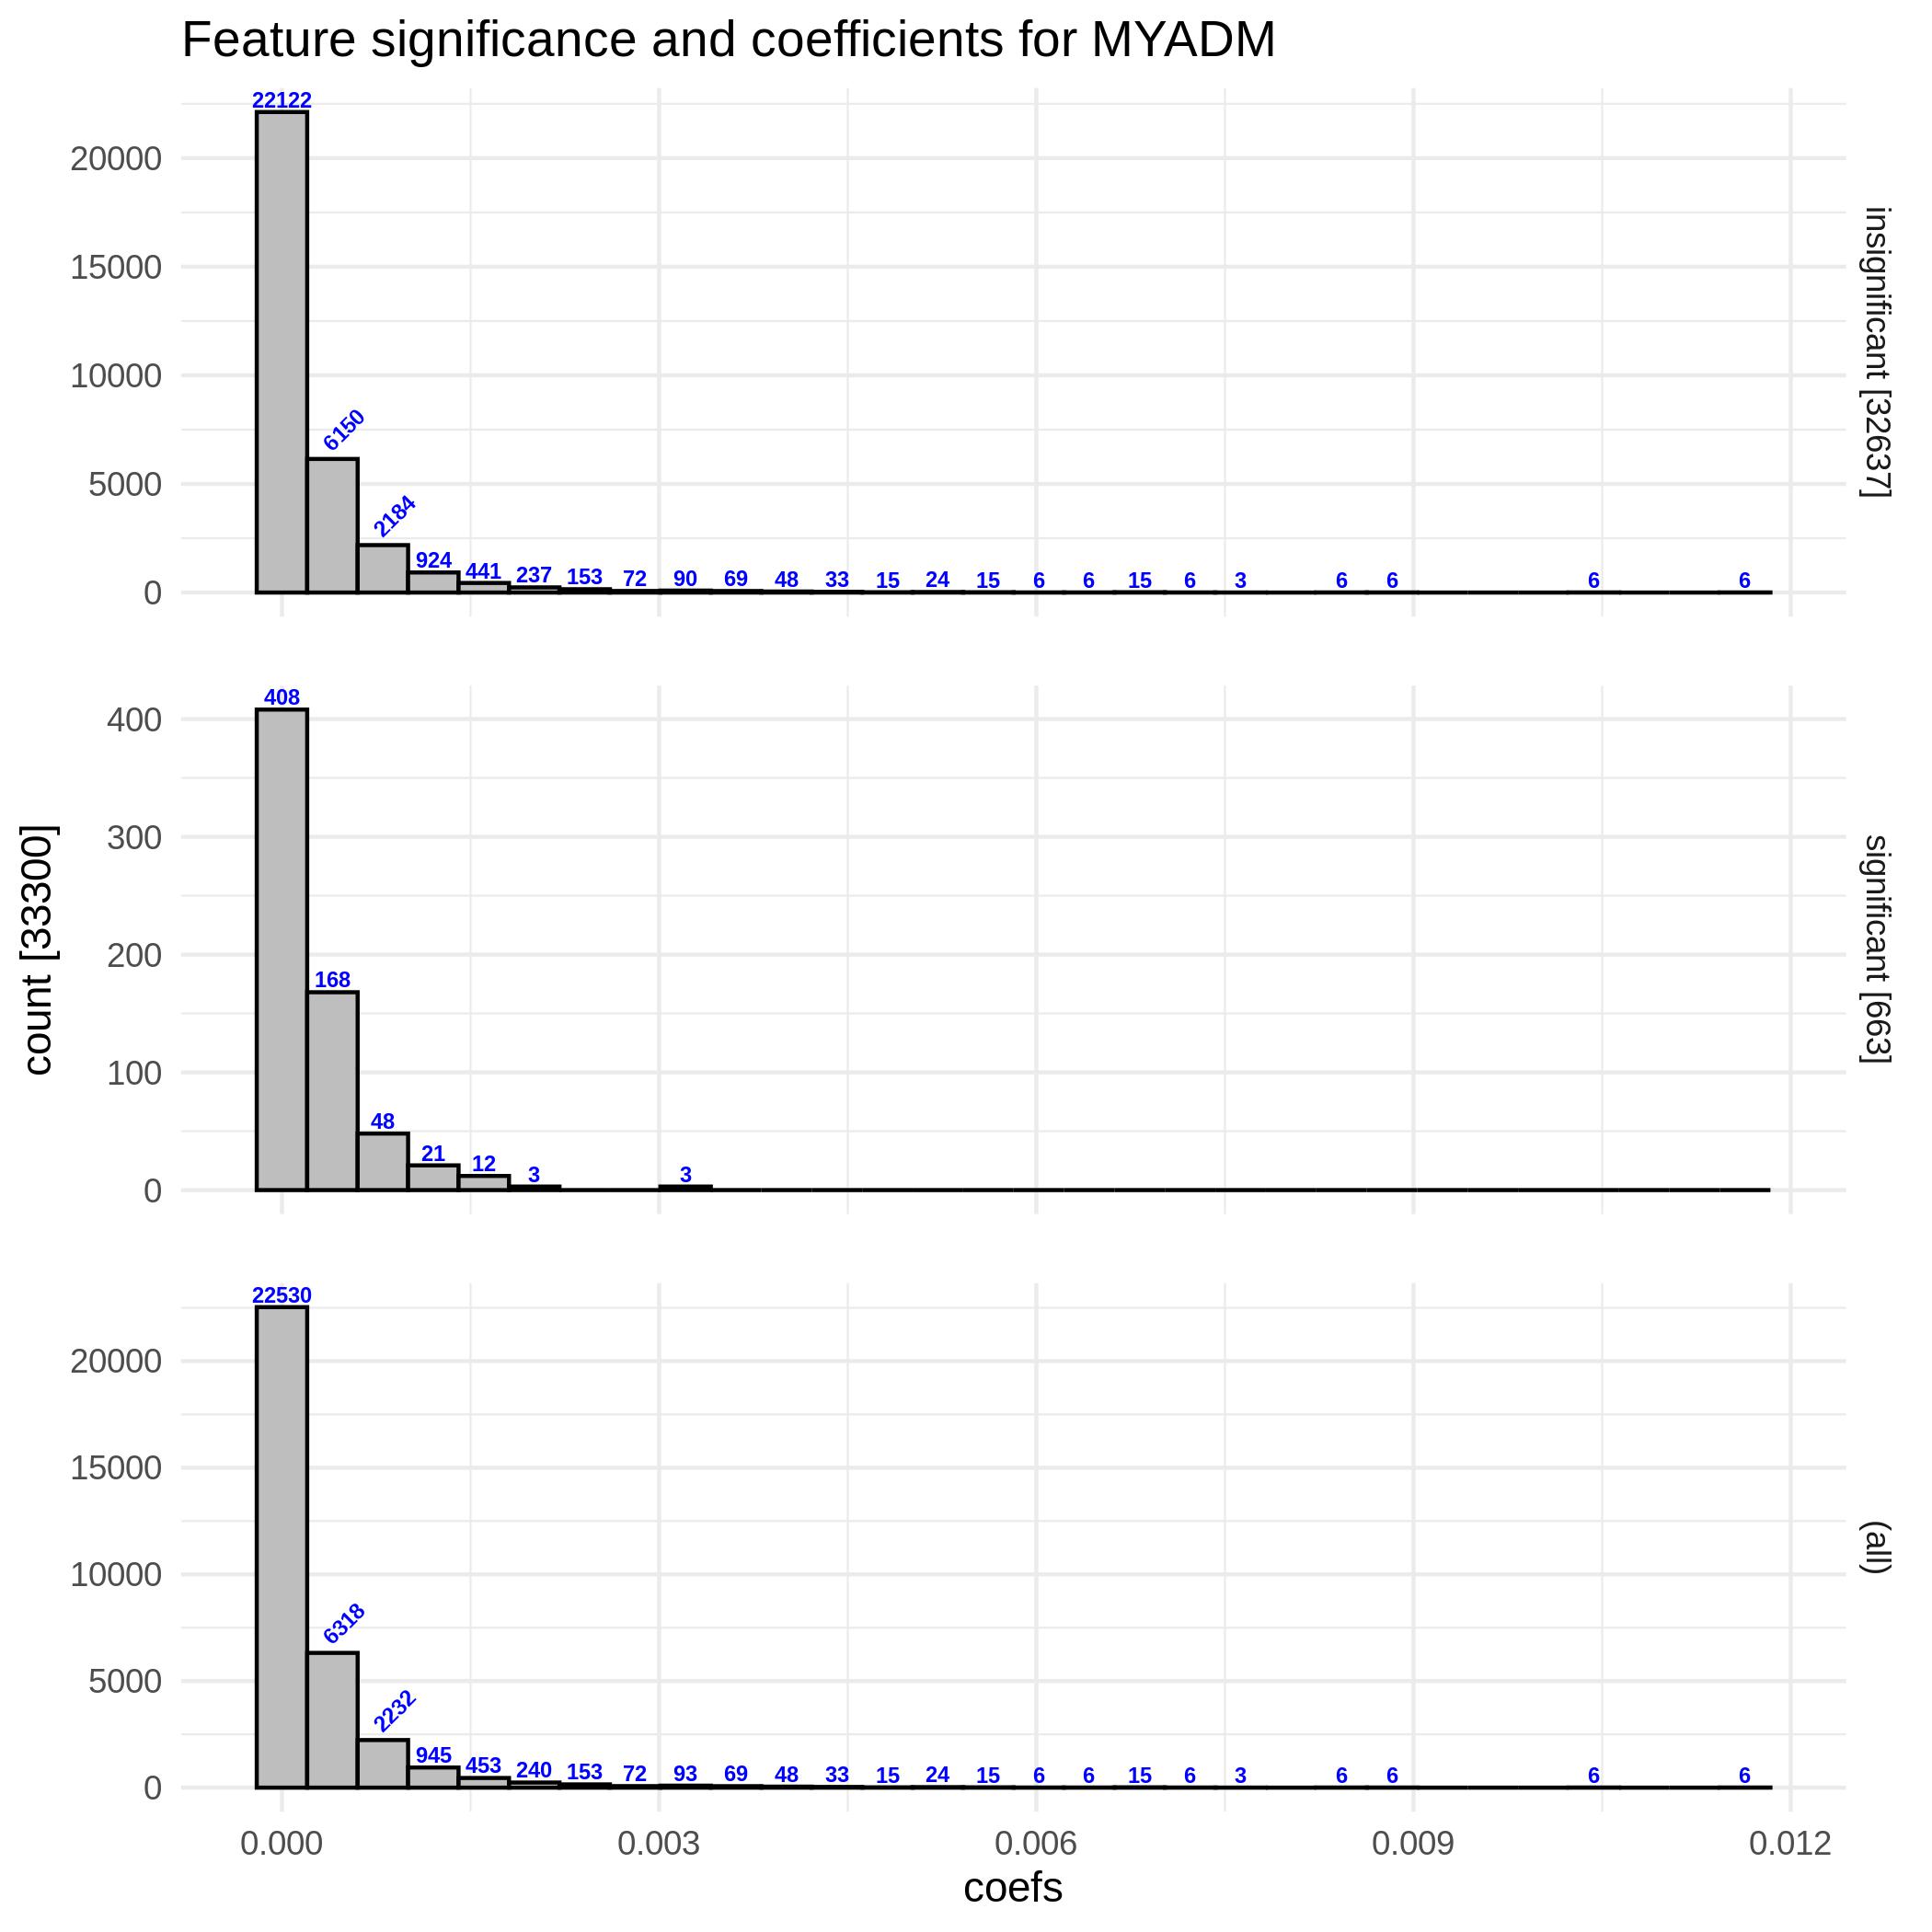 Feature significance and coefficients for MYADM
count [33300]
22122
20000
15000
10000
5000
0
6150
2184
924 441 237 153 72 90 69 48 33 15 24 15 6 6 15 6 3 6 6 6 6
insignificant [32637]
408
400
300
200
100
0
168
48
21 12 3 3
significant [663]
22530
20000
15000
10000
5000
0
6318
2232
945 453 240 153 72 93 69 48 33 15 24 15 6 6 15 6 3 6 6 6 6
(all)
0.000 0.003 0.006 0.009 0.012
coefs